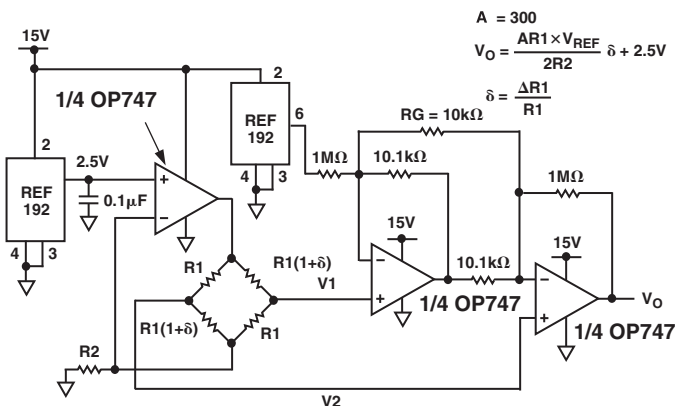 A = 300
V_O = AR1 × V_REF / 2R2 δ + 2.5V
δ = ΔR1 / R1
15V
1/4 OP747
2
REF
192
4
3
2.5V
0.1μF
+
−
2
REF
192
6
4
3
1MΩ
RG = 10kΩ
10.1kΩ
1MΩ
15V
−
+
1/4 OP747
10.1kΩ
15V
−
+
1/4 OP747
V_O
R1
R1(1+δ)
V1
R1(1+δ)
R1
R2
V2